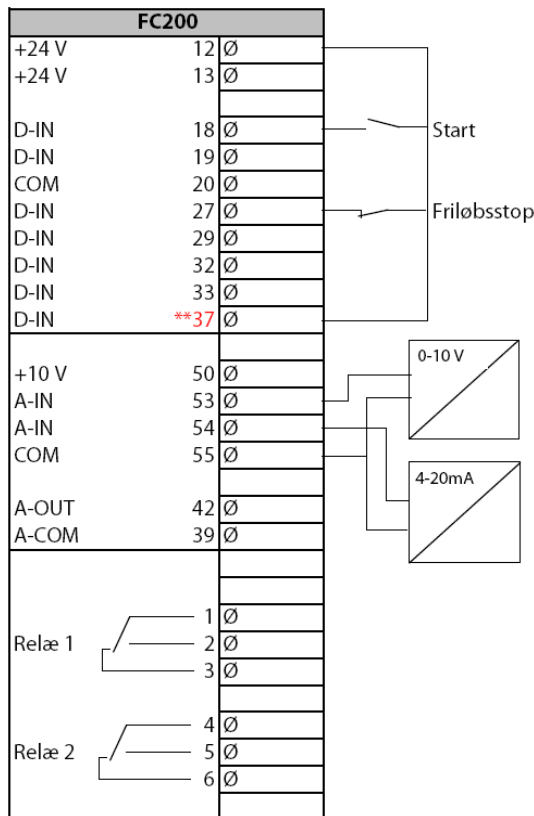 FC200
+24 V 12 Ø
+24 V 13 Ø
D-IN 18 Ø Start
D-IN 19 Ø
COM 20 Ø
D-IN 27 Ø Friløbsstop
D-IN 29 Ø
D-IN 32 Ø
D-IN 33 Ø
D-IN **37 Ø
0-10 V
+10 V 50 Ø
A-IN 53 Ø
A-IN 54 Ø
COM 55 Ø
4-20mA
A-OUT 42 Ø
A-COM 39 Ø
1 Ø
Relæ 1 2 Ø
3 Ø
4 Ø
Relæ 2 5 Ø
6 Ø